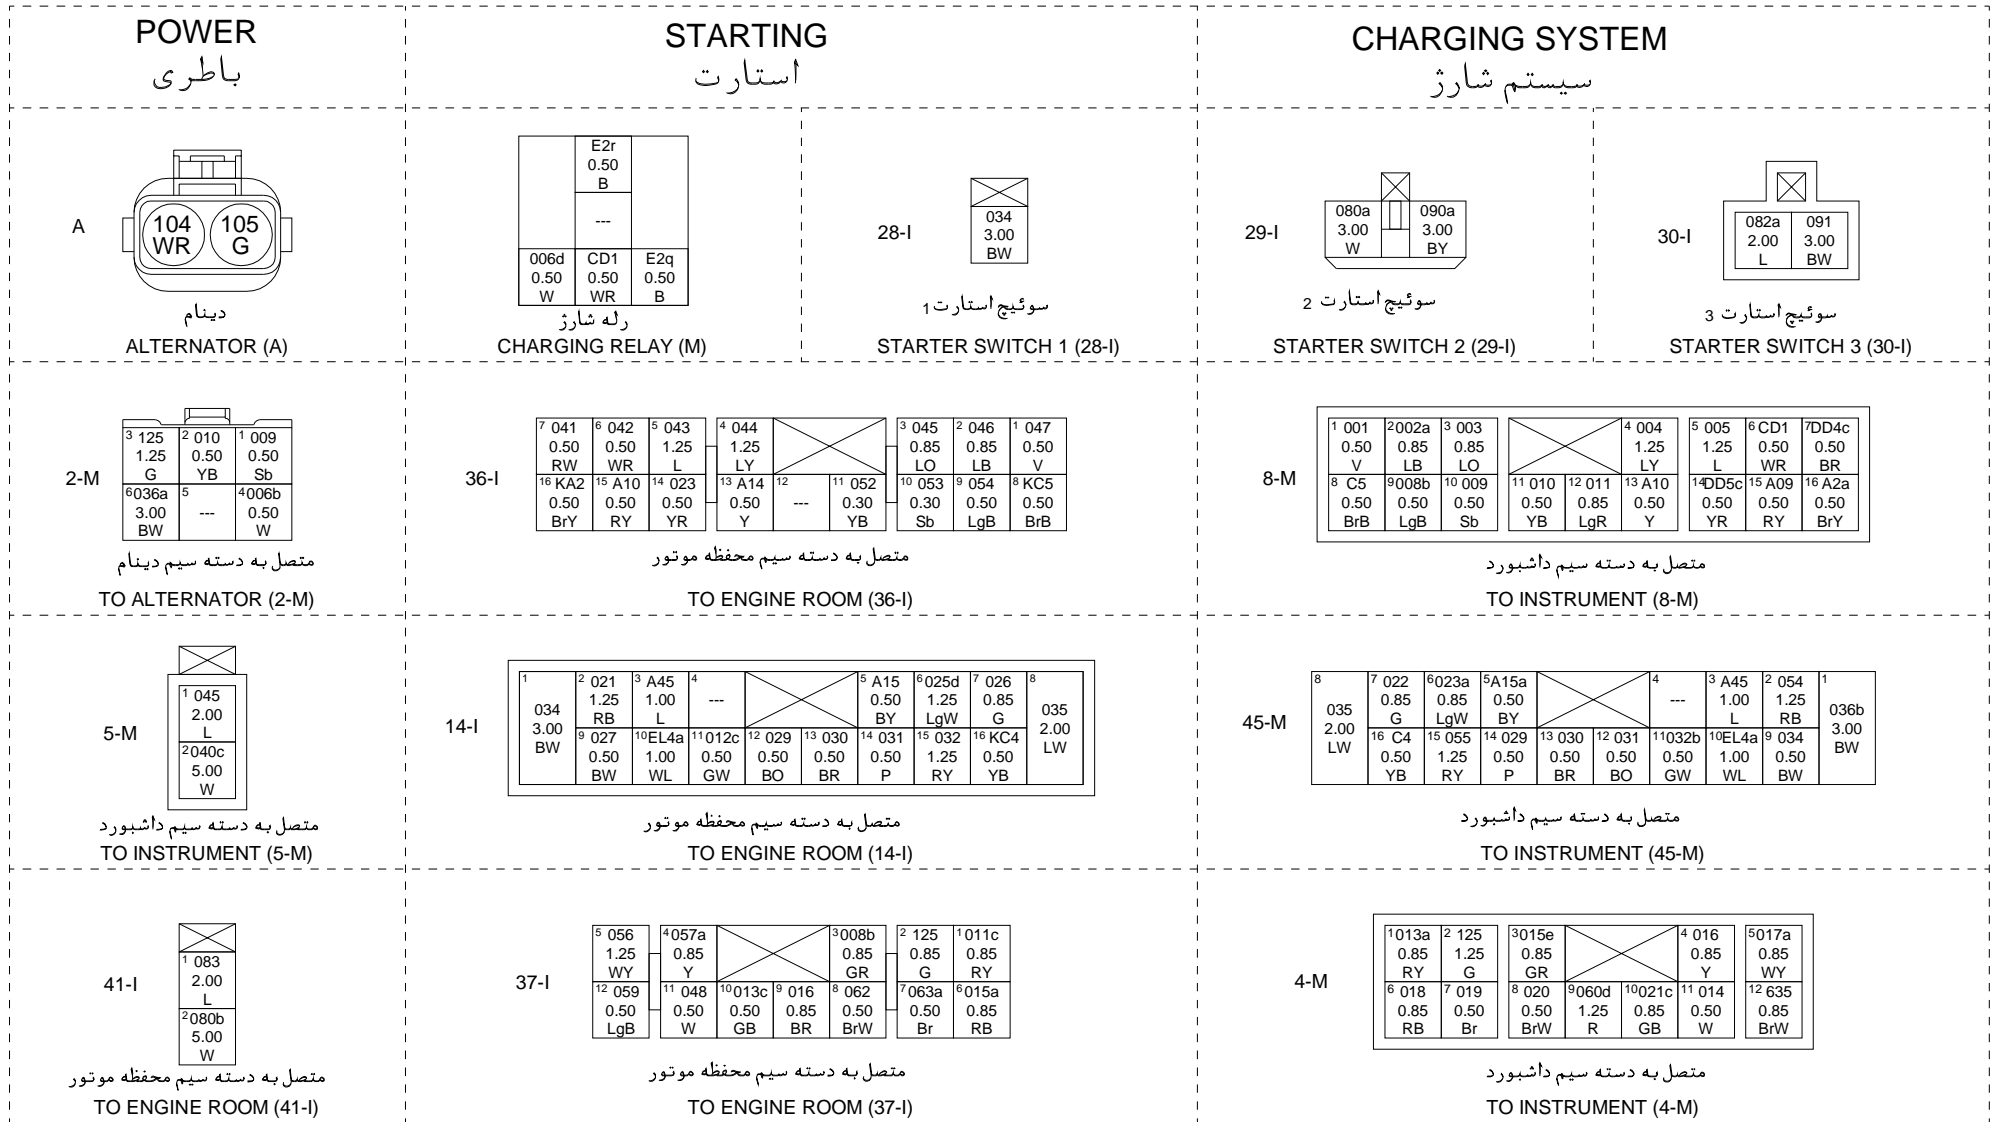 POWER
باطری
STARTING
استارت
CHARGING SYSTEM
سیستم شارژ
A
104
WR
105
G
دینام
ALTERNATOR (A)
E2r
0.50
B
---
006d CD1 E2q
0.50 0.50 0.50
W WR B
رله شارژ
CHARGING RELAY (M)
28-I
034
3.00
BW
سوئیچ استارت 1
STARTER SWITCH 1 (28-I)
29-I
080a 090a
3.00 3.00
W BY
سوئیچ استارت 2
STARTER SWITCH 2 (29-I)
30-I
082a 091
2.00 3.00
L BW
سوئیچ استارت 3
STARTER SWITCH 3 (30-I)
2-M
3 125 2 010 1 009
1.25 0.50 0.50
G YB Sb
6 036a 5 4 006b
3.00 --- 0.50
BW W
متصل به دسته سیم دینام
TO ALTERNATOR (2-M)
36-I
7 041 6 042 5 043 4 044 3 045 2 046 1 047
0.50 0.50 1.25 1.25 0.85 0.85 0.50
RW WR L LY LO LB V
16 KA2 15 A10 14 023 13 A14 12 11 052 10 053 9 054 8 KC5
0.50 0.50 0.50 0.50 --- 0.30 0.30 0.50 0.50
BrY RY YR Y YB Sb LgB BrB
متصل به دسته سیم محفظه موتور
TO ENGINE ROOM (36-I)
8-M
1 001 2 002a 3 003 4 004 5 005 6 CD1 7 DD4c
0.50 0.85 0.85 1.25 1.25 0.50 0.50
V LB LO LY L WR BR
8 C5 9 008b 10 009 11 010 12 011 13 A10 14 DD5c 15 A09 16 A2a
0.50 0.50 0.50 0.50 0.85 0.50 0.50 0.50 0.50
BrB LgB Sb YB LgR Y YR RY BrY
متصل به دسته سیم داشبورد
TO INSTRUMENT (8-M)
5-M
1 045
2.00
L
2 040c
5.00
W
متصل به دسته سیم داشبورد
TO INSTRUMENT (5-M)
14-I
1 2 021 3 A45 4 5 A15 6 025d 7 026 8
034 1.25 1.00 --- 0.50 1.25 0.85 035
3.00 RB L BY LgW G 2.00
BW 9 027 10 EL4a 11 012c 12 029 13 030 14 031 15 032 16 KC4 LW
0.50 1.00 0.50 0.50 0.50 0.50 1.25 0.50
BW WL GW BO BR P RY YB
متصل به دسته سیم محفظه موتور
TO ENGINE ROOM (14-I)
45-M
8 7 022 6 023a 5 A15a 4 3 A45 2 054 1
035 0.85 0.85 0.50 --- 1.00 1.25 036b
2.00 G LgW BY L RB 3.00
LW 16 C4 15 055 14 029 13 030 12 031 11 032b 10 EL4a 9 034 BW
0.50 1.25 0.50 0.50 0.50 0.50 1.00 0.50
YB RY P BR BO GW WL BW
متصل به دسته سیم داشبورد
TO INSTRUMENT (45-M)
41-I
1 083
2.00
L
2 080b
5.00
W
متصل به دسته سیم محفظه موتور
TO ENGINE ROOM (41-I)
37-I
5 056 4 057a 3 008b 2 125 1 011c
1.25 0.85 0.85 0.85 0.85
WY Y GR G RY
12 059 11 048 10 013c 9 016 8 062 7 063a 6 015a
0.50 0.50 0.50 0.85 0.50 0.50 0.85
LgB W GB BR BrW Br RB
متصل به دسته سیم محفظه موتور
TO ENGINE ROOM (37-I)
4-M
1 013a 2 125 3 015e 4 016 5 017a
0.85 1.25 0.85 0.85 0.85
RY G GR Y WY
6 018 7 019 8 020 9 060d 10 021c 11 014 12 635
0.85 0.50 0.50 1.25 0.85 0.50 0.85
RB Br BrW R GB W BrW
متصل به دسته سیم داشبورد
TO INSTRUMENT (4-M)